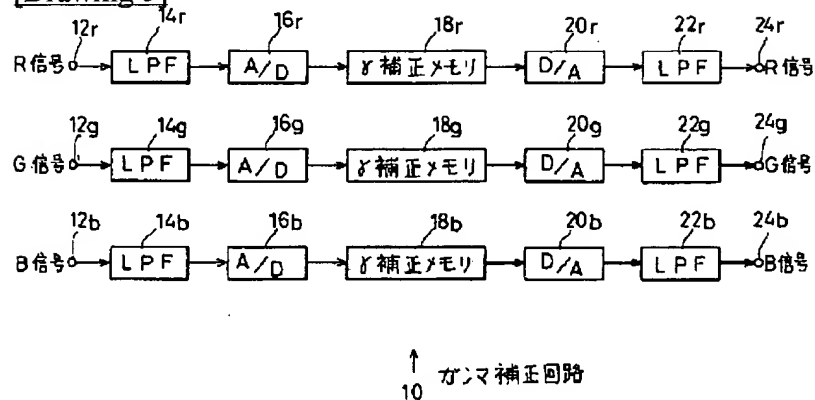 12r 14r 16r 18r 20r 22r 24r
R信号 LPF A/D γ補正メモリ D/A LPF R信号
12g 14g 16g 18g 20g 22g 24g
G信号 LPF A/D γ補正メモリ D/A LPF G信号
12b 14b 16b 18b 20b 22b 24b
B信号 LPF A/D γ補正メモリ D/A LPF B信号
10 ガンマ補正回路